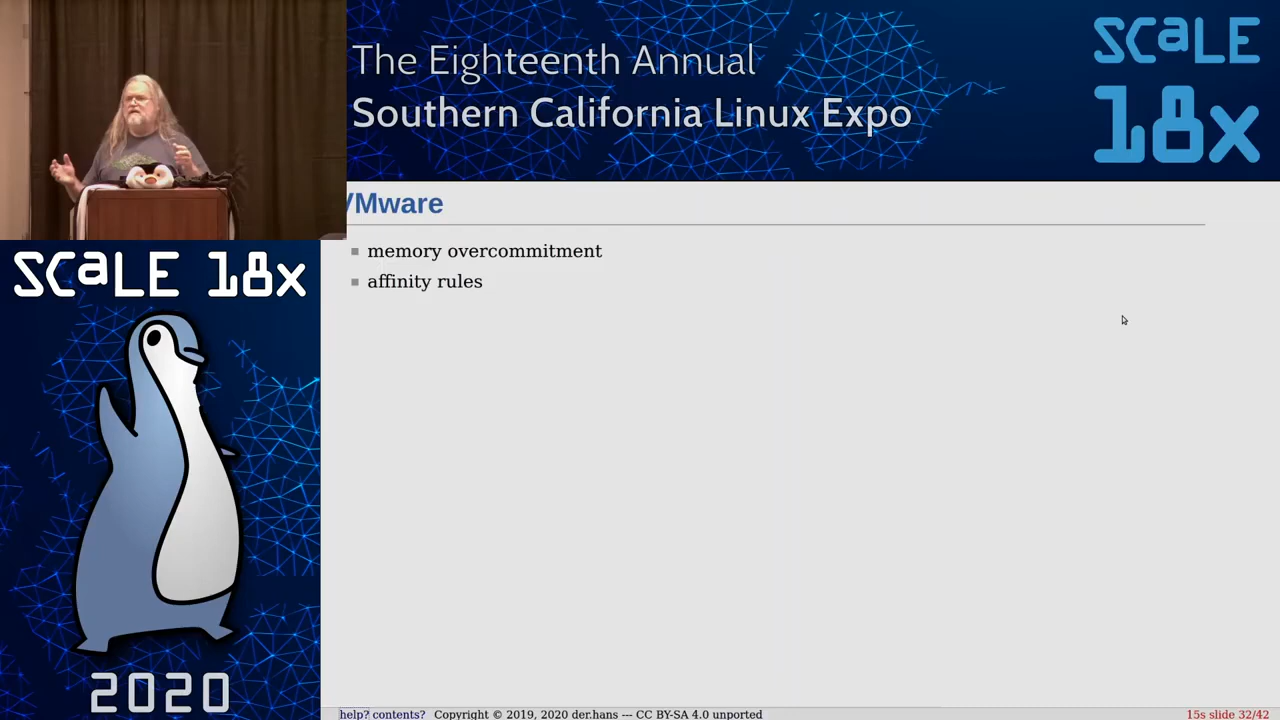 The Eighteenth Annual
Southern California Linux Expo
SCaLE
18x
VMware
memory overcommitment
affinity rules
SCaLE 18x
2020
help? contents? Copyright © 2019, 2020 der.hans --- CC BY-SA 4.0 unported
15s slide 32/42